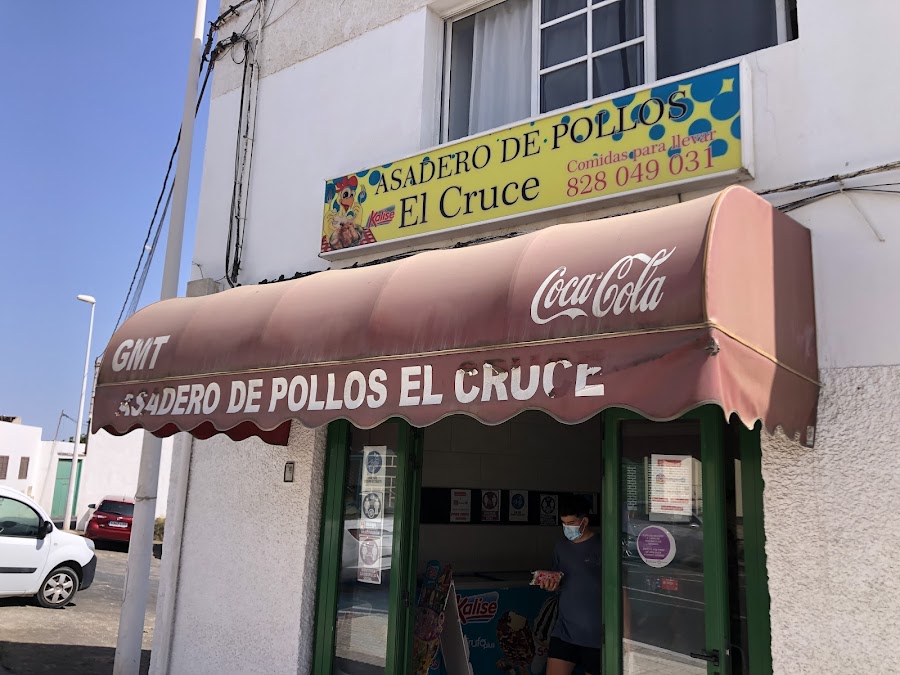 ASADERO DE POLLOS
El Cruce
Comidas para llevar
828 049 031
Kalise
Coca-Cola
GMT
ASADERO DE POLLOS EL CRUCE
Kalise